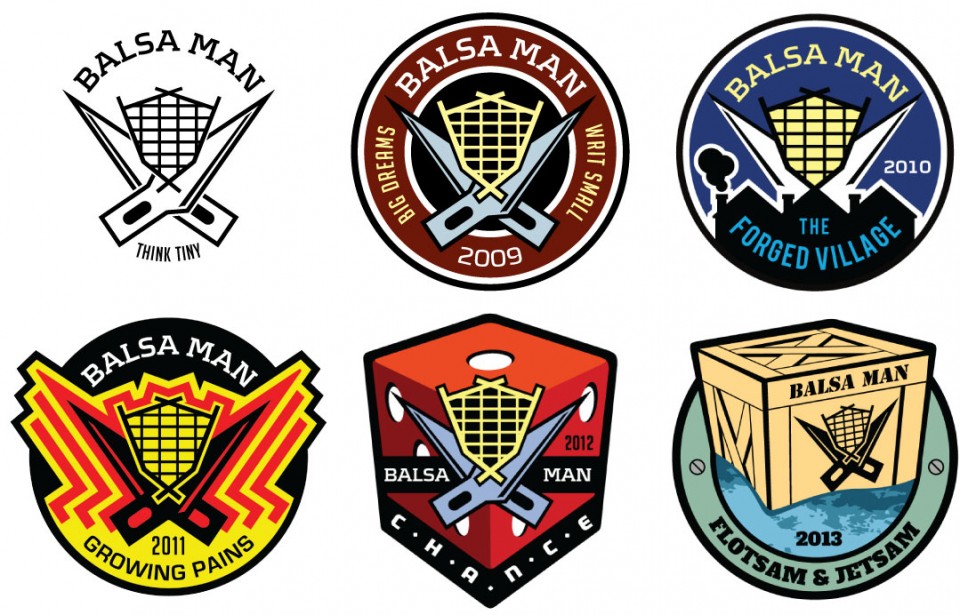 BALSA MAN
THINK TINY
BALSA MAN
BIG DREAMS
WRIT SMALL
2009
BALSA MAN
2010
THE
FORGED VILLAGE
BALSA MAN
2011
GROWING PAINS
2012
BALSA MAN
C·H·A·N·C·E
BALSA MAN
2013
FLOTSAM & JETSAM